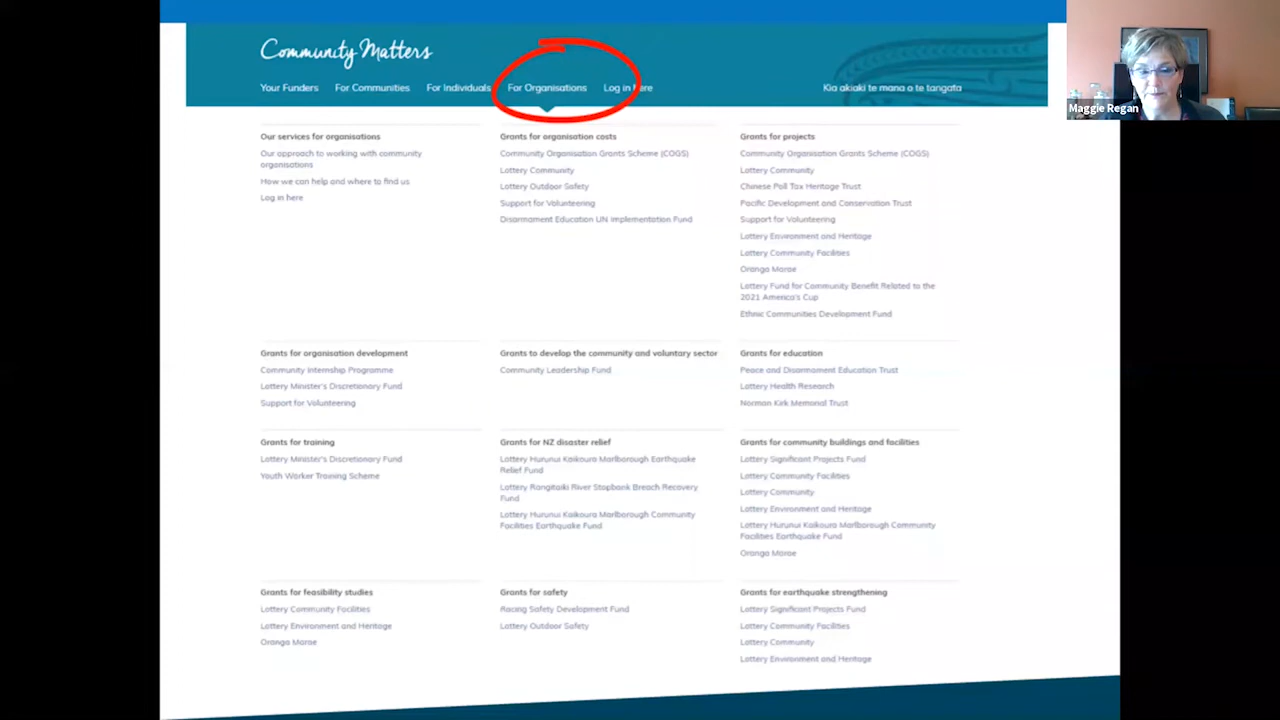 Community Matters
Your Funders For Communities For Individuals For Organisations Log in here Kia akiaki te mana o te tangata
Maggie Regan
Our services for organisations
Our approach to working with community
organisations
How we can help and where to find us
Log in here
Grants for organisation costs
Community Organisation Grants Scheme (COGS)
Lottery Community
Lottery Outdoor Safety
Support for Volunteering
Disarmament Education UN Implementation Fund
Grants for projects
Community Organisation Grants Scheme (COGS)
Lottery Community
Chinese Poll Tax Heritage Trust
Pacific Development and Conservation Trust
Support for Volunteering
Lottery Environment and Heritage
Lottery Community Facilities
Oranga Marae
Lottery Fund for Community Benefit Related to the
2021 America's Cup
Ethnic Communities Development Fund
Grants for organisation development
Community Internship Programme
Lottery Minister's Discretionary Fund
Support for Volunteering
Grants to develop the community and voluntary sector
Community Leadership Fund
Grants for education
Peace and Disarmament Education Trust
Lottery Health Research
Norman Kirk Memorial Trust
Grants for training
Lottery Minister's Discretionary Fund
Youth Worker Training Scheme
Grants for NZ disaster relief
Lottery Hurunui Kaikoura Marlborough Earthquake
Relief Fund
Lottery Rangitaiki River Stopbank Breach Recovery
Fund
Lottery Hurunui Kaikoura Marlborough Community
Facilities Earthquake Fund
Grants for community buildings and facilities
Lottery Significant Projects Fund
Lottery Community Facilities
Lottery Community
Lottery Environment and Heritage
Lottery Hurunui Kaikoura Marlborough Community
Facilities Earthquake Fund
Oranga Marae
Grants for feasibility studies
Lottery Community Facilities
Lottery Environment and Heritage
Oranga Marae
Grants for safety
Racing Safety Development Fund
Lottery Outdoor Safety
Grants for earthquake strengthening
Lottery Significant Projects Fund
Lottery Community Facilities
Lottery Community
Lottery Environment and Heritage